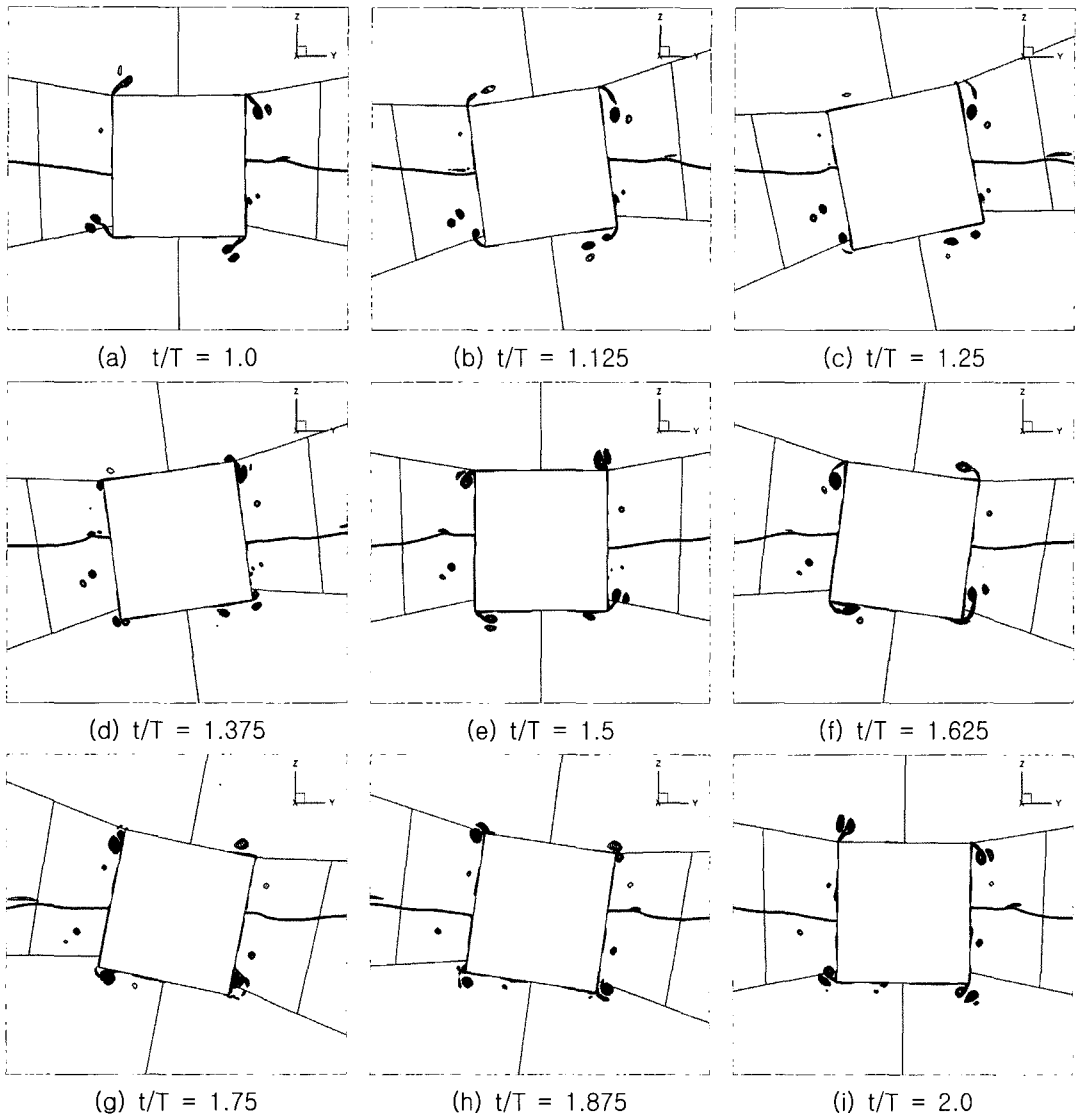 Z
Y
Z
Y
Z
X Y
(a) t/T = 1.0
(b) t/T = 1.125
(c) t/T = 1.25
Z
X Y
Z
Y
Z
X Y
(d) t/T = 1.375
(e) t/T = 1.5
(f) t/T = 1.625
Z
X Y
Z
X Y
Z
X Y
(g) t/T = 1.75
(h) t/T = 1.875
(i) t/T = 2.0